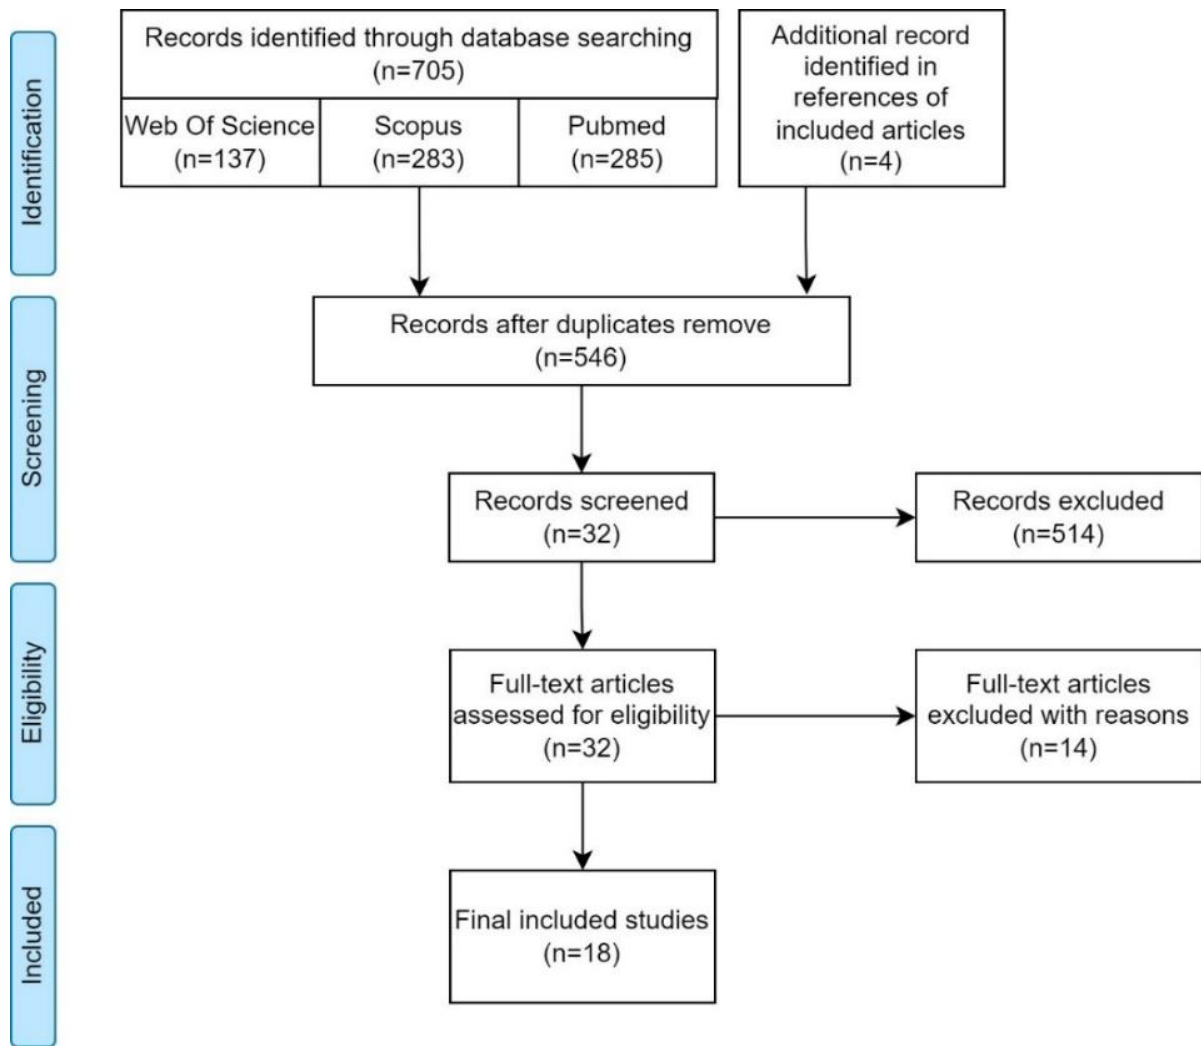 Identification
Records identified through database searching
(n=705)
Web Of Science
(n=137)
Scopus
(n=283)
Pubmed
(n=285)
Additional record
identified in
references of
included articles
(n=4)
Screening
Records after duplicates remove
(n=546)
Records screened
(n=32)
Records excluded
(n=514)
Eligibility
Full-text articles
assessed for eligibility
(n=32)
Full-text articles
excluded with reasons
(n=14)
Included
Final included studies
(n=18)